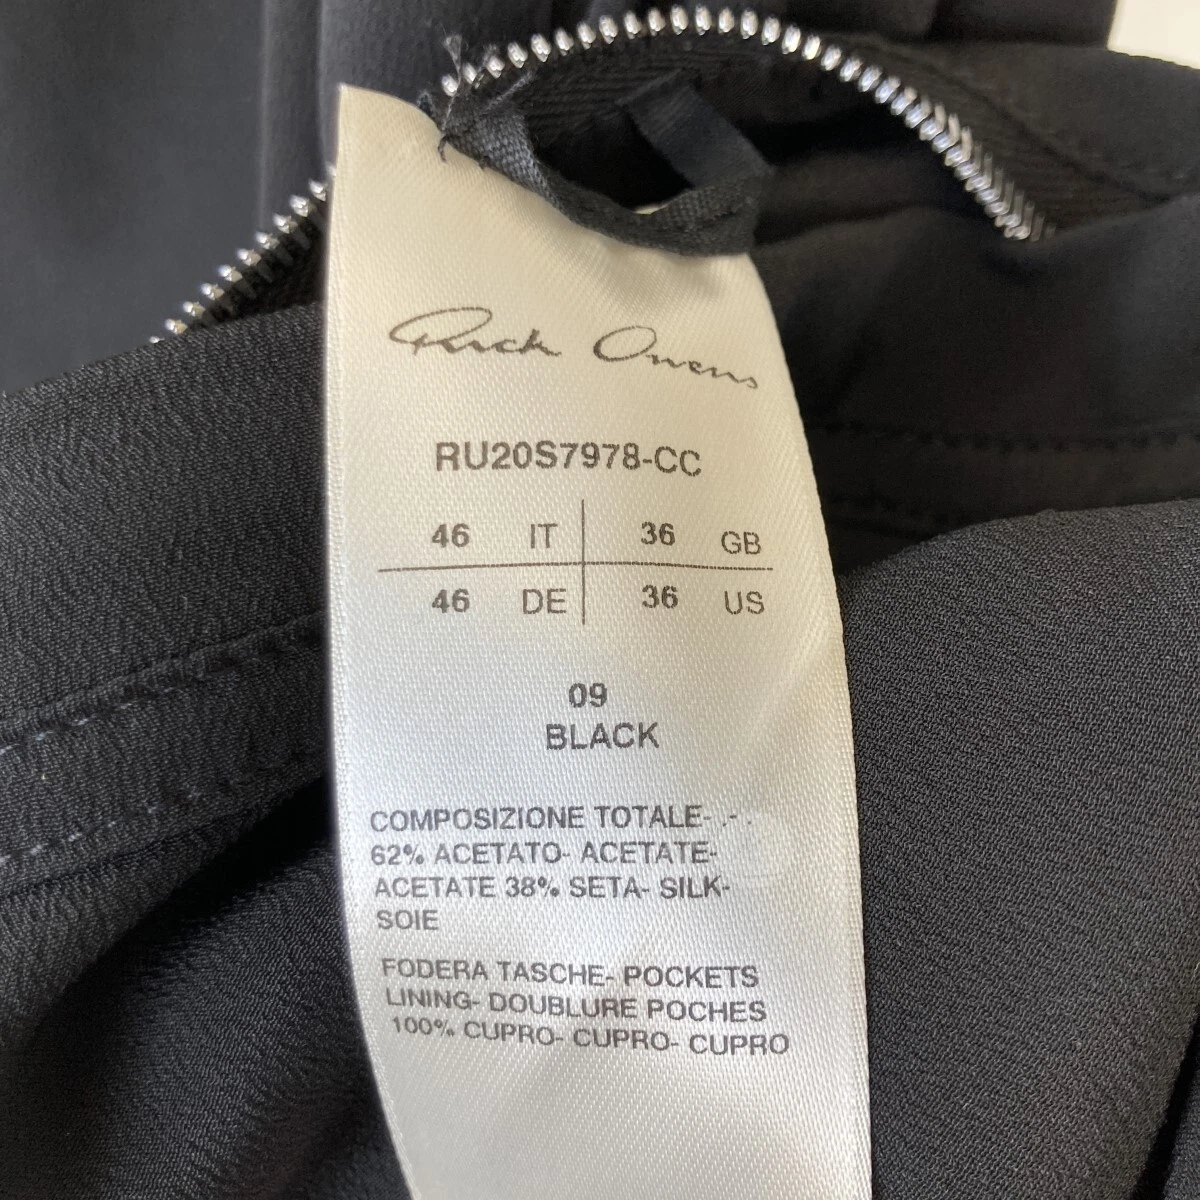 Rick Owens
RU20S7978-CC
46 IT 36 GB
46 DE 36 US
09
BLACK
COMPOSIZIONE TOTALE- .- .
62% ACETATO- ACETATE-
ACETATE 38% SETA- SILK-
SOIE
FODERA TASCHE- POCKETS
LINING- DOUBLURE POCHES
100% CUPRO- CUPRO- CUPRO